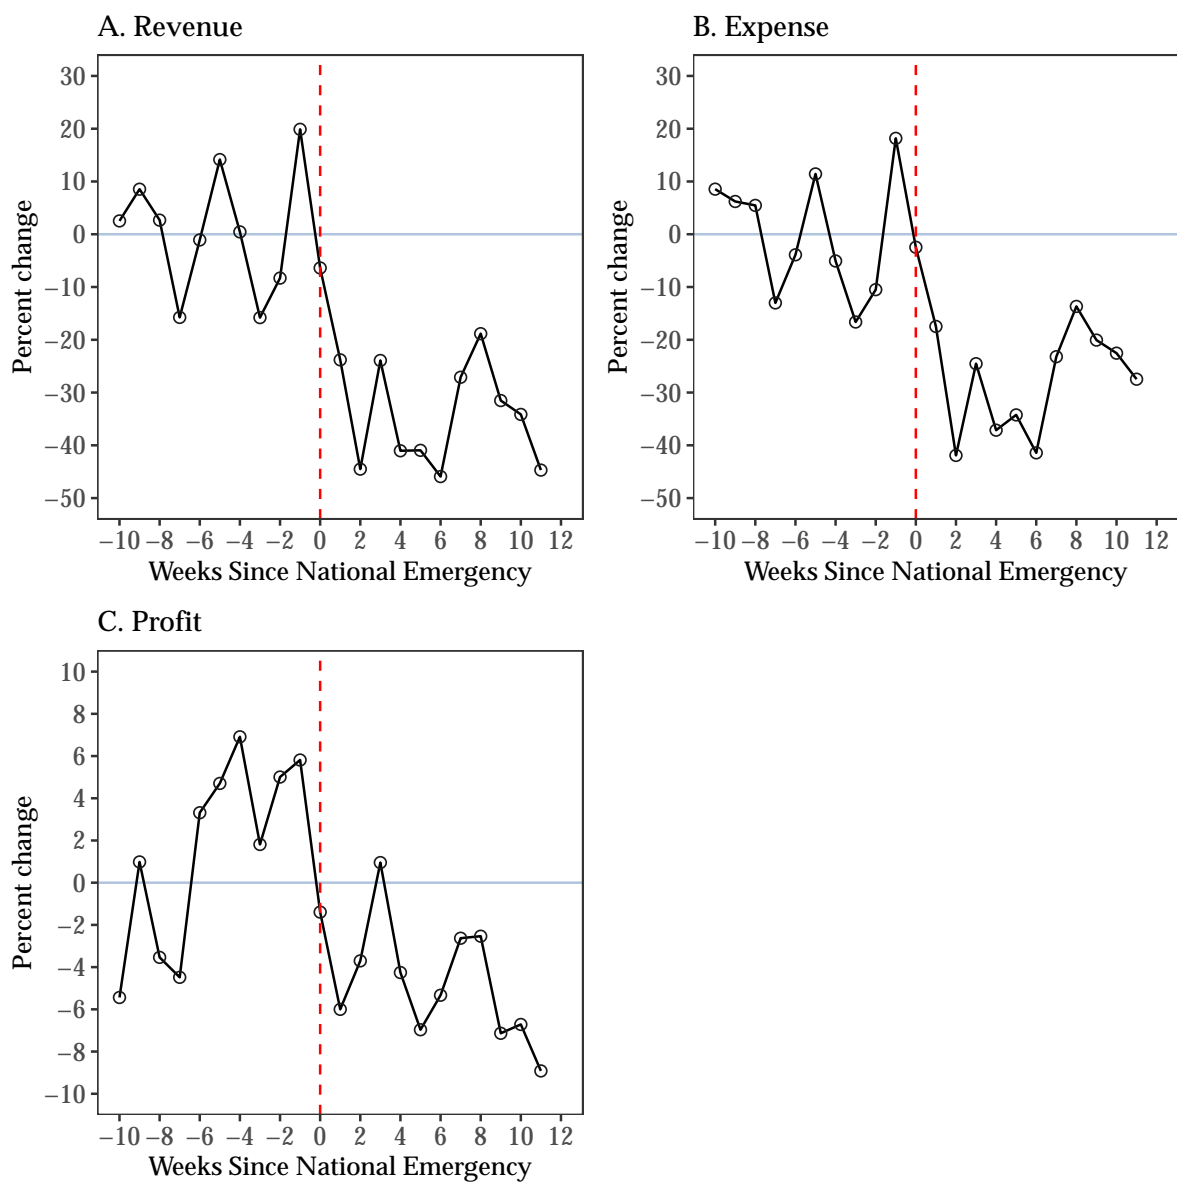 A. Revenue
30
20
10
0
−10
−20
−30
−40
−50
Percent change
−10 −8 −6 −4 −2 0 2 4 6 8 10 12
Weeks Since National Emergency
B. Expense
30
20
10
0
−10
−20
−30
−40
−50
Percent change
−10 −8 −6 −4 −2 0 2 4 6 8 10 12
Weeks Since National Emergency
C. Profit
10
8
6
4
2
0
−2
−4
−6
−8
−10
Percent change
−10 −8 −6 −4 −2 0 2 4 6 8 10 12
Weeks Since National Emergency